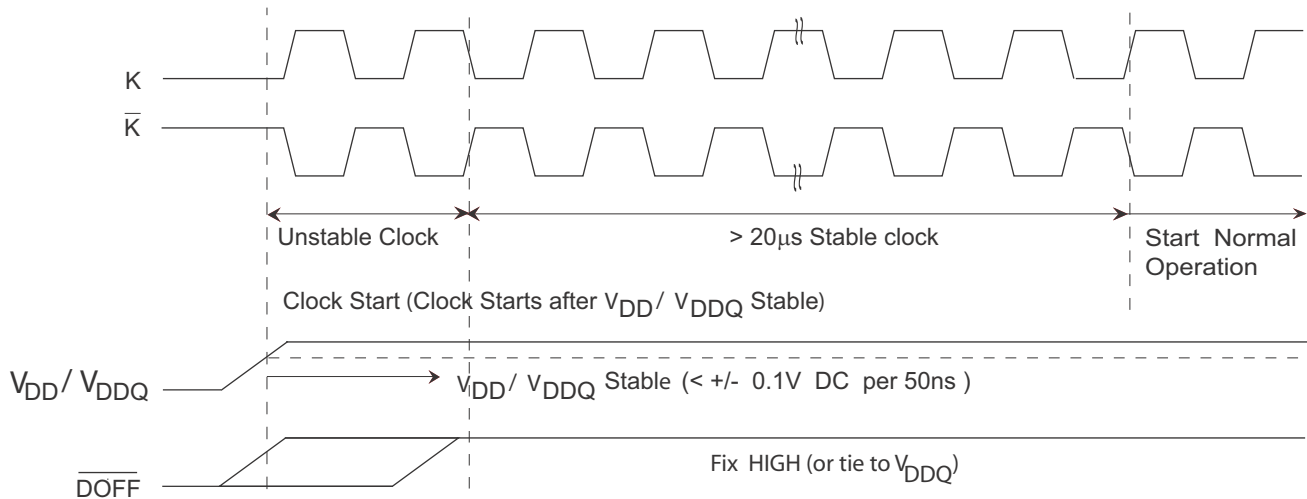 K
K
Unstable Clock
> 20μs Stable clock
Start Normal
Operation
Clock Start (Clock Starts after VDD / VDDQ Stable)
VDD / VDDQ
VDD / VDDQ Stable (< +/- 0.1V DC per 50ns )
DOFF
Fix HIGH (or tie to VDDQ)